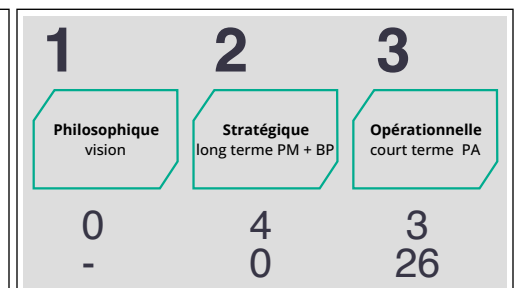 1 2 3
Philosophique Stratégique Opérationnelle
vision long terme PM + BP court terme PA
0 4 3
- 0 26